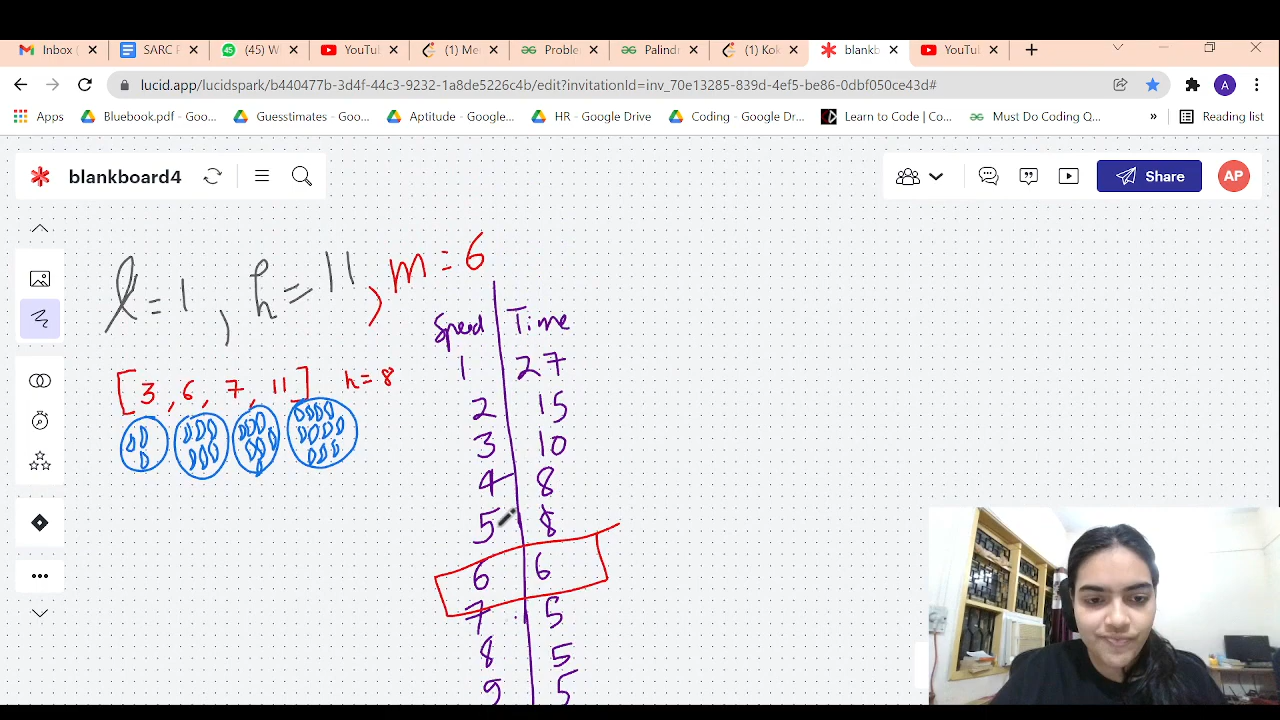 Inbox (
SARC F
(45) W
YouTu
(1) Me
Proble
Palindr
(1) Kok
blankb
YouTu
lucid.app/lucidspark/b440477b-3d4f-44c3-9232-1a8de5226c4b/edit?invitationId=inv_70e13285-839d-4ef5-be86-0dbf050ce43d#
A
Apps
Bluebook.pdf - Goo...
Guesstimates - Goo...
Aptitude - Google...
HR - Google Drive
Coding - Google Dr...
Learn to Code | Co...
Must Do Coding Q...
»
Reading list
blankboard4
Share
AP
l=1, h=11, m=6
Speed Time
1 27
[3, 6, 7, 11] h=8
2 15
3 10
4 8
5 8
6 6
7 5
8 5
9 5